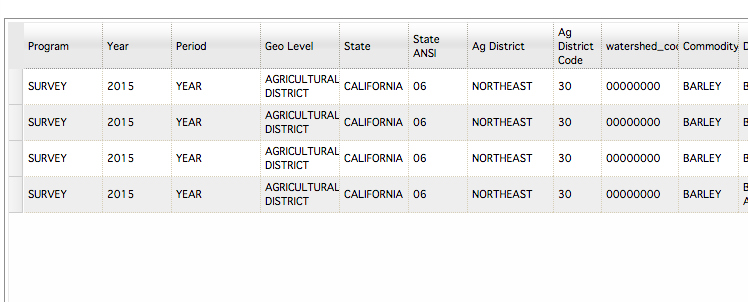 Program Year Period Geo Level State State ANSI Ag District Ag District Code watershed_co Commodity
SURVEY 2015 YEAR AGRICULTURAL DISTRICT CALIFORNIA 06 NORTHEAST 30 00000000 BARLEY
SURVEY 2015 YEAR AGRICULTURAL DISTRICT CALIFORNIA 06 NORTHEAST 30 00000000 BARLEY
SURVEY 2015 YEAR AGRICULTURAL DISTRICT CALIFORNIA 06 NORTHEAST 30 00000000 BARLEY
SURVEY 2015 YEAR AGRICULTURAL DISTRICT CALIFORNIA 06 NORTHEAST 30 00000000 BARLEY